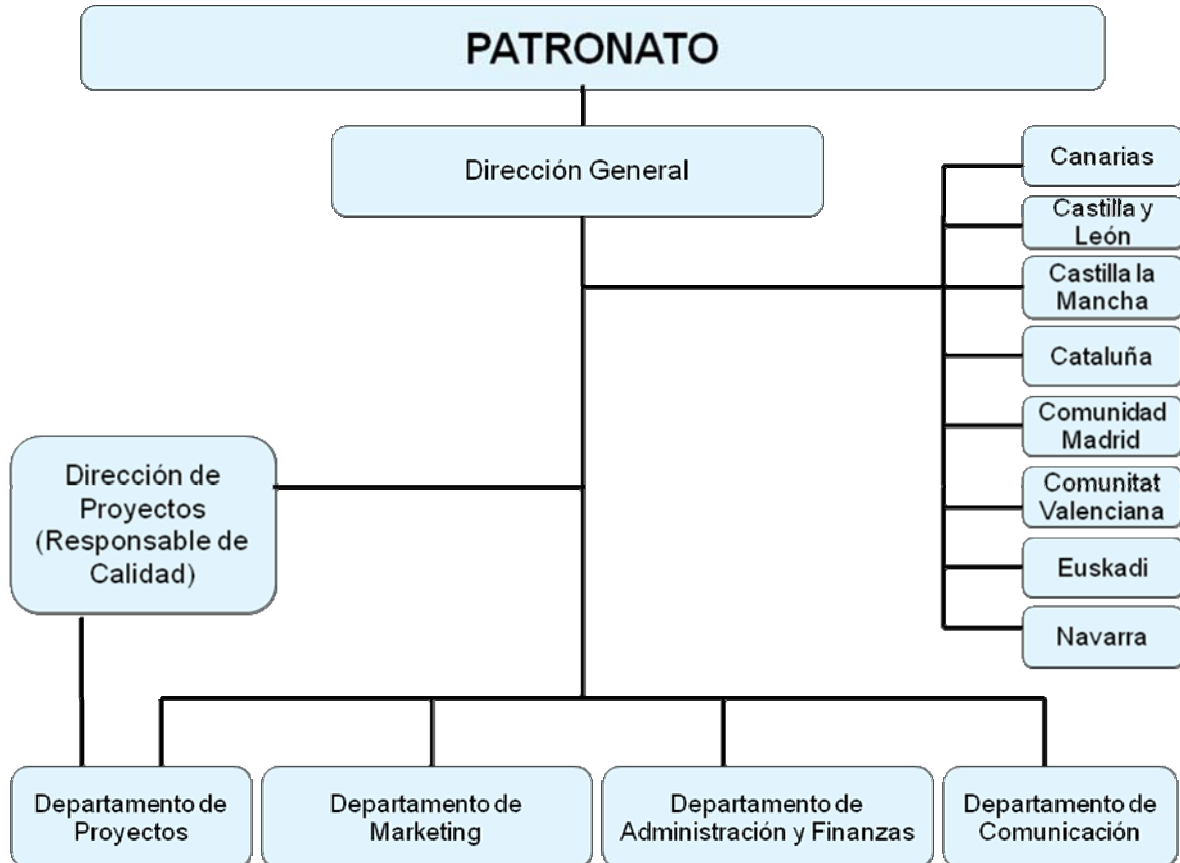 PATRONATO
Dirección General
Canarias
Castilla y
León
Castilla la
Mancha
Cataluña
Comunidad
Madrid
Comunitat
Valenciana
Euskadi
Navarra
Dirección de
Proyectos
(Responsable de
Calidad)
Departamento de
Proyectos
Departamento de
Marketing
Departamento de
Administración y Finanzas
Departamento de
Comunicación